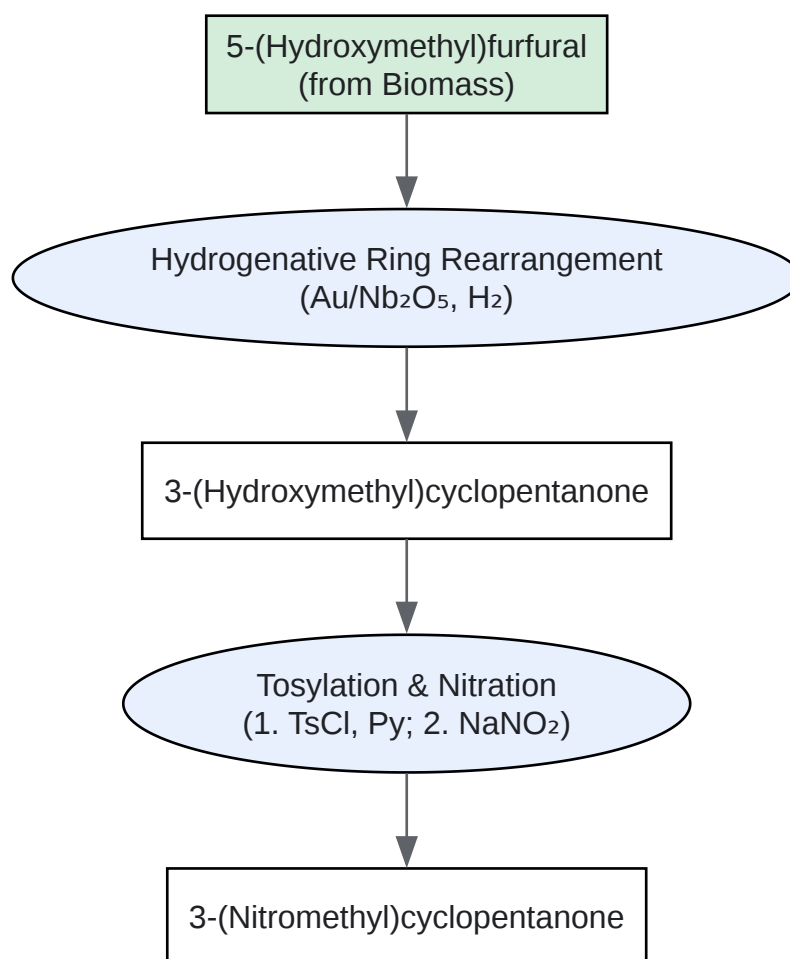 5-(Hydroxymethyl)furfural
(from Biomass)
Hydrogenative Ring Rearrangement
(Au/Nb₂O₅, H₂)
3-(Hydroxymethyl)cyclopentanone
Tosylation & Nitration
(1. TsCl, Py; 2. NaNO₂)
3-(Nitromethyl)cyclopentanone